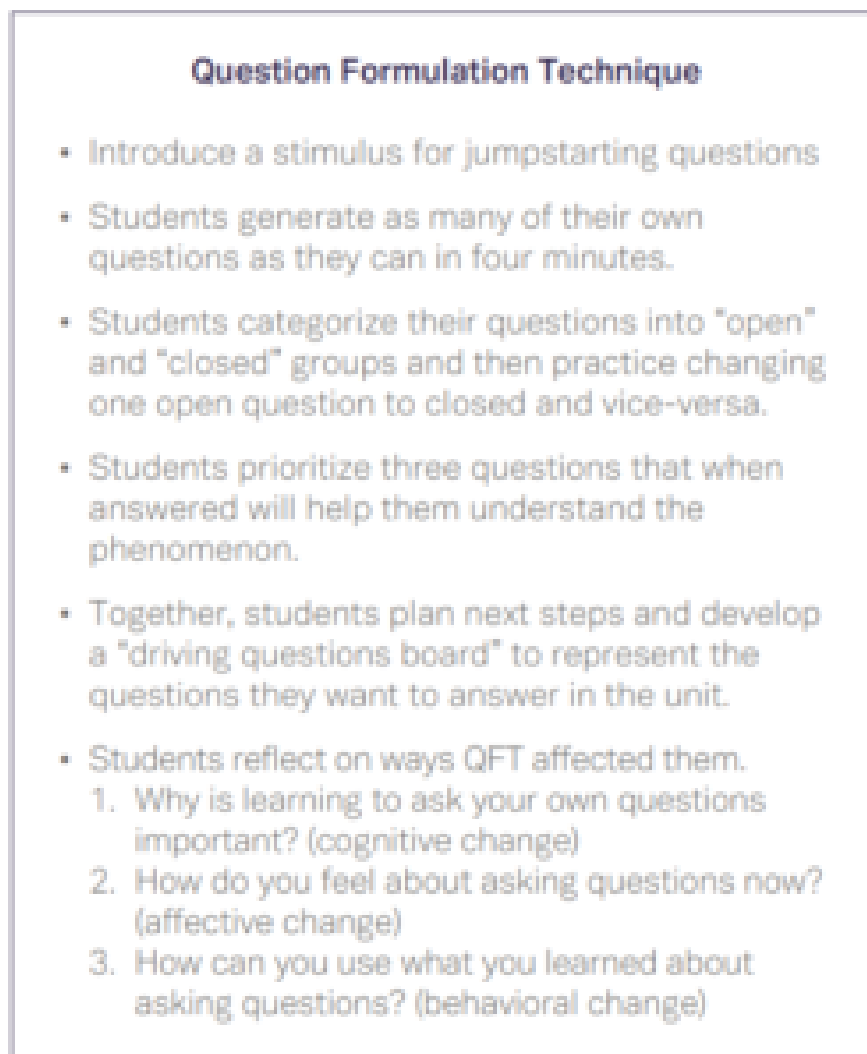 Question Formulation Technique
• Introduce a stimulus for jumpstarting questions
• Students generate as many of their own
questions as they can in four minutes.
• Students categorize their questions into "open"
and "closed" groups and then practice changing
one open question to closed and vice-versa.
• Students prioritize three questions that when
answered will help them understand the
phenomenon.
• Together, students plan next steps and develop
a "driving questions board" to represent the
questions they want to answer in the unit.
• Students reflect on ways QFT affected them.
1. Why is learning to ask your own questions
important? (cognitive change)
2. How do you feel about asking questions now?
(affective change)
3. How can you use what you learned about
asking questions? (behavioral change)